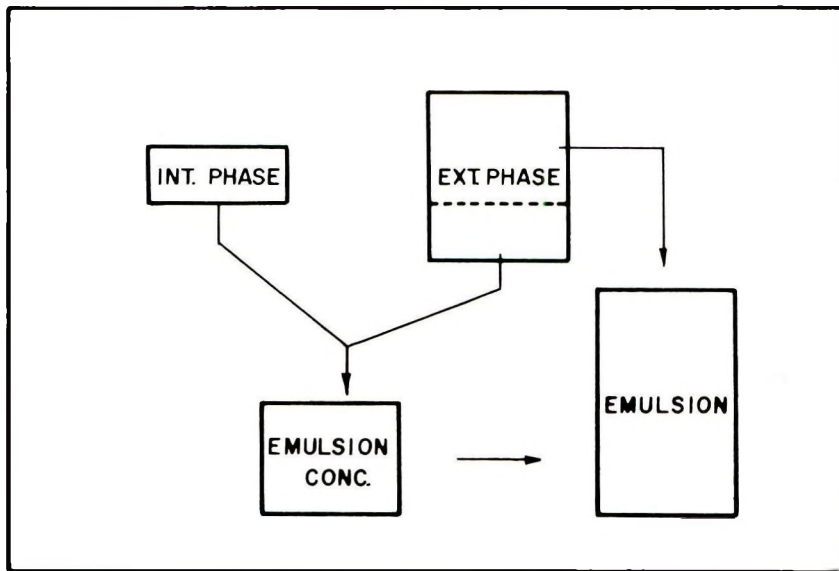 INT. PHASE
EXT. PHASE
EMULSION
CONC.
EMULSION